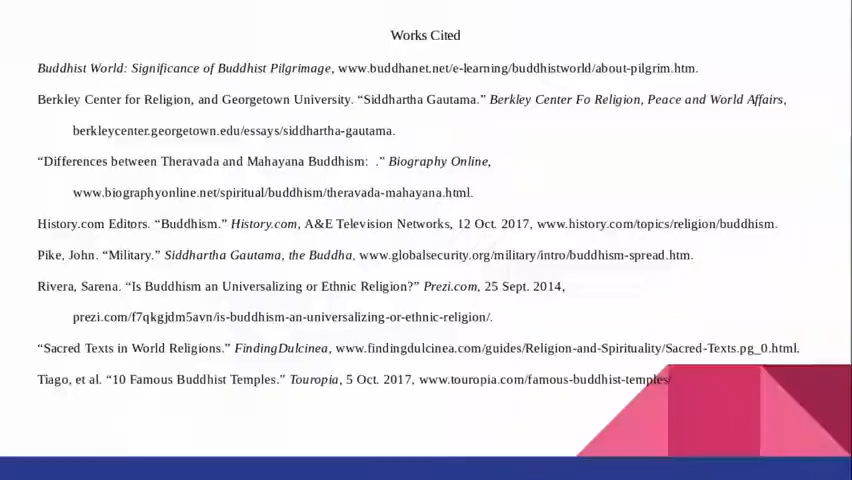 Works Cited
Buddhist World: Significance of Buddhist Pilgrimage, www.buddhanet.net/e-learning/buddhistworld/about-pilgrim.htm.
Berkley Center for Religion, and Georgetown University. “Siddhartha Gautama.” Berkley Center Fo Religion, Peace and World Affairs,
berkleycenter.georgetown.edu/essays/siddhartha-gautama.
“Differences between Theravada and Mahayana Buddhism:  .” Biography Online,
www.biographyonline.net/spiritual/buddhism/theravada-mahayana.html.
History.com Editors. “Buddhism.” History.com, A&E Television Networks, 12 Oct. 2017, www.history.com/topics/religion/buddhism.
Pike, John. “Military.” Siddhartha Gautama, the Buddha, www.globalsecurity.org/military/intro/buddhism-spread.htm.
Rivera, Sarena. “Is Buddhism an Universalizing or Ethnic Religion?” Prezi.com, 25 Sept. 2014,
prezi.com/f7qkgjdm5avn/is-buddhism-an-universalizing-or-ethnic-religion/.
“Sacred Texts in World Religions.” FindingDulcinea, www.findingdulcinea.com/guides/Religion-and-Spirituality/Sacred-Texts.pg_0.html.
Tiago, et al. “10 Famous Buddhist Temples.” Touropia, 5 Oct. 2017, www.touropia.com/famous-buddhist-temples/